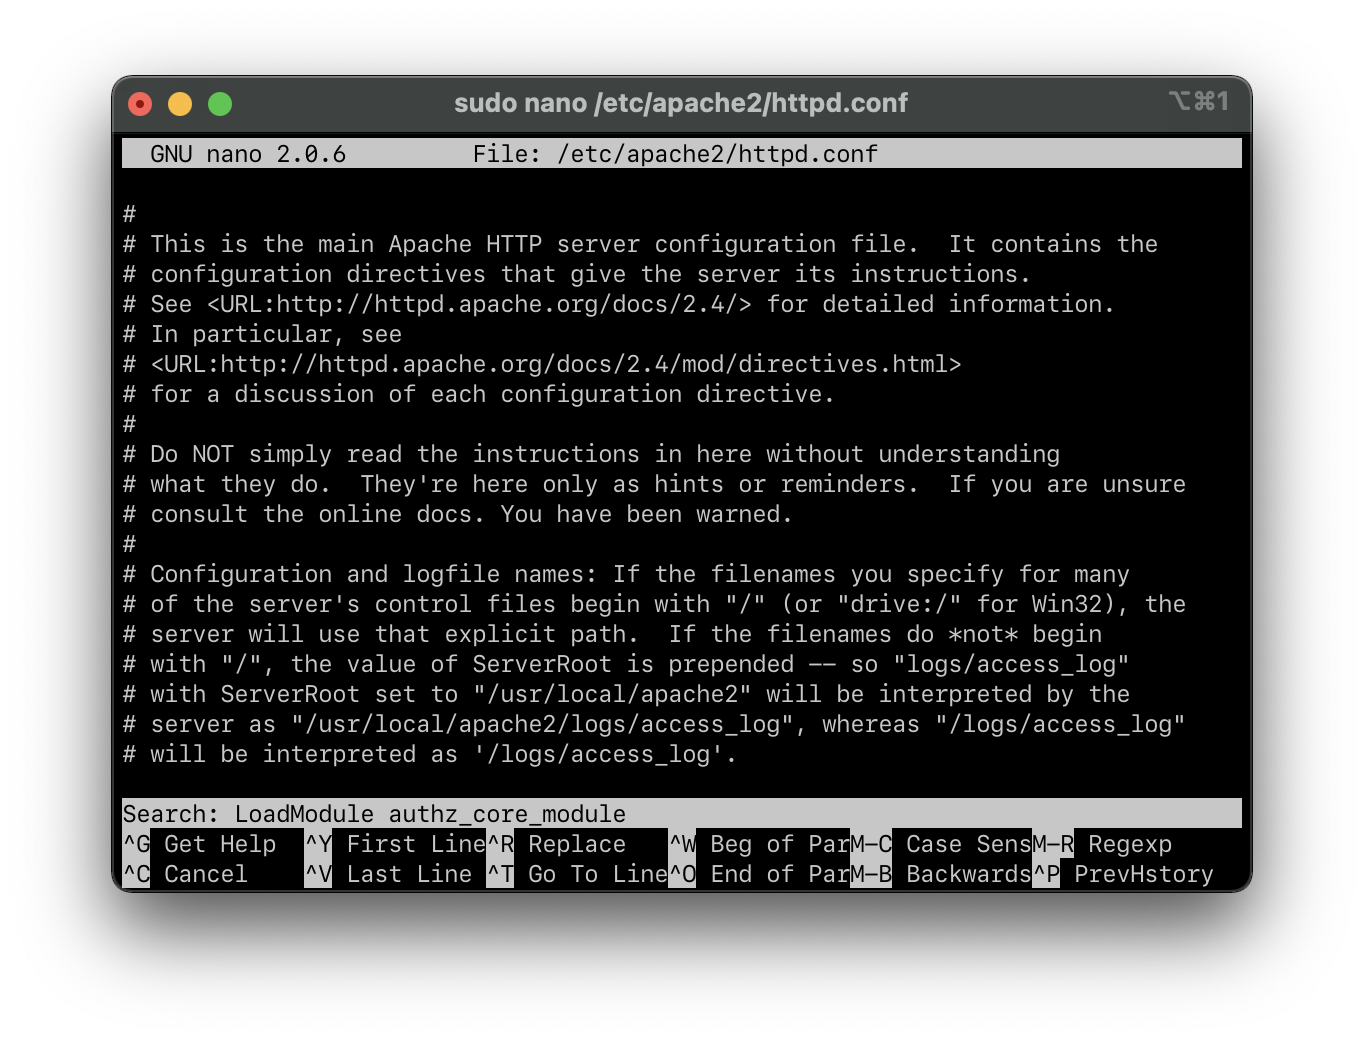 sudo nano /etc/apache2/httpd.conf ⌥⌘1
GNU nano 2.0.6 File: /etc/apache2/httpd.conf
#
# This is the main Apache HTTP server configuration file.  It contains the
# configuration directives that give the server its instructions.
# See <URL:http://httpd.apache.org/docs/2.4/> for detailed information.
# In particular, see
# <URL:http://httpd.apache.org/docs/2.4/mod/directives.html>
# for a discussion of each configuration directive.
#
# Do NOT simply read the instructions in here without understanding
# what they do.  They're here only as hints or reminders.  If you are unsure
# consult the online docs. You have been warned.
#
# Configuration and logfile names: If the filenames you specify for many
# of the server's control files begin with "/" (or "drive:/" for Win32), the
# server will use that explicit path.  If the filenames do *not* begin
# with "/", the value of ServerRoot is prepended -- so "logs/access_log"
# with ServerRoot set to "/usr/local/apache2" will be interpreted by the
# server as "/usr/local/apache2/logs/access_log", whereas "/logs/access_log"
# will be interpreted as '/logs/access_log'.
Search: LoadModule authz_core_module
^G Get Help ^Y First Line^R Replace ^W Beg of ParM-C Case SensM-R Regexp
^C Cancel ^V Last Line ^T Go To Line^O End of ParM-B Backwards^P PrevHstory